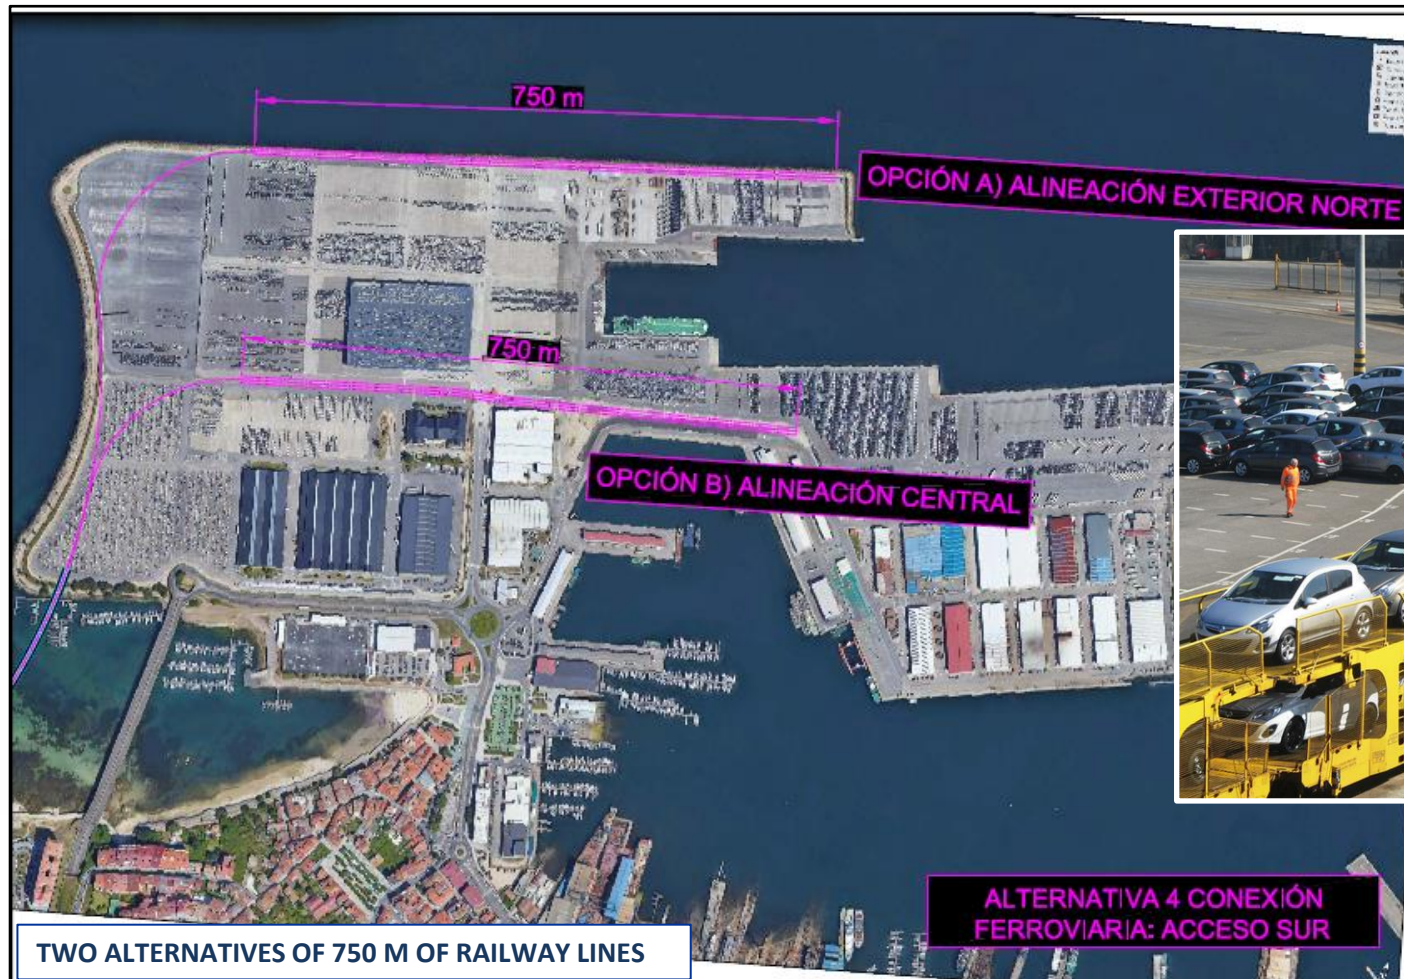 750 m
OPCIÓN A) ALINEACIÓN EXTERIOR NORTE
750 m
OPCIÓN B) ALINEACIÓN CENTRAL
ALTERNATIVA 4 CONEXIÓN
FERROVIARIA: ACCESO SUR
TWO ALTERNATIVES OF 750 M OF RAILWAY LINES